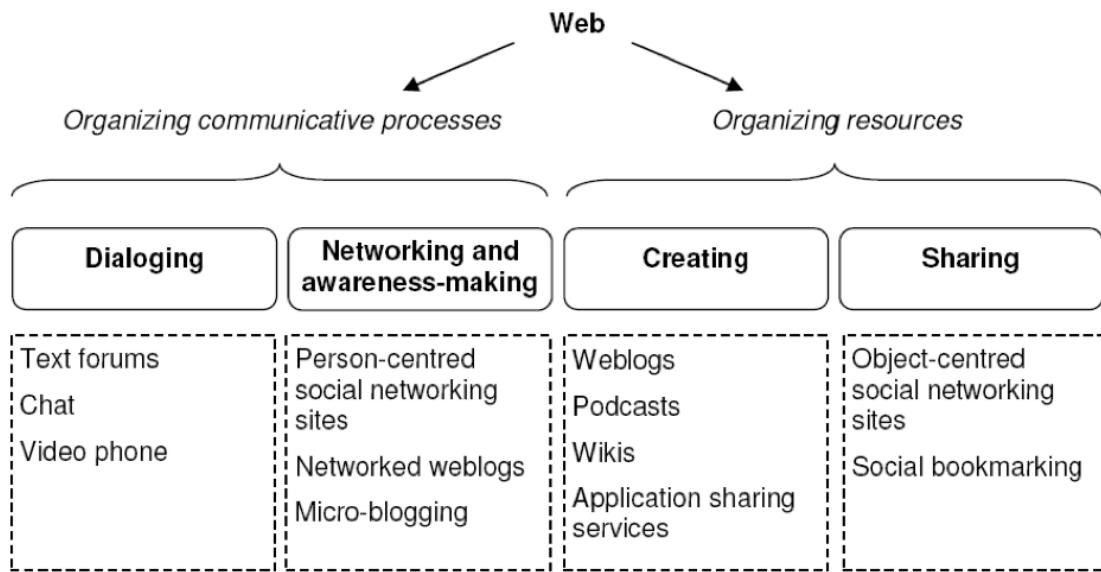 Web
Organizing communicative processes
Organizing resources
Dialoging
Networking and
awareness-making
Creating
Sharing
Text forums
Chat
Video phone
Person-centred
social networking
sites
Networked weblogs
Micro-blogging
Weblogs
Podcasts
Wikis
Application sharing
services
Object-centred
social networking
sites
Social bookmarking